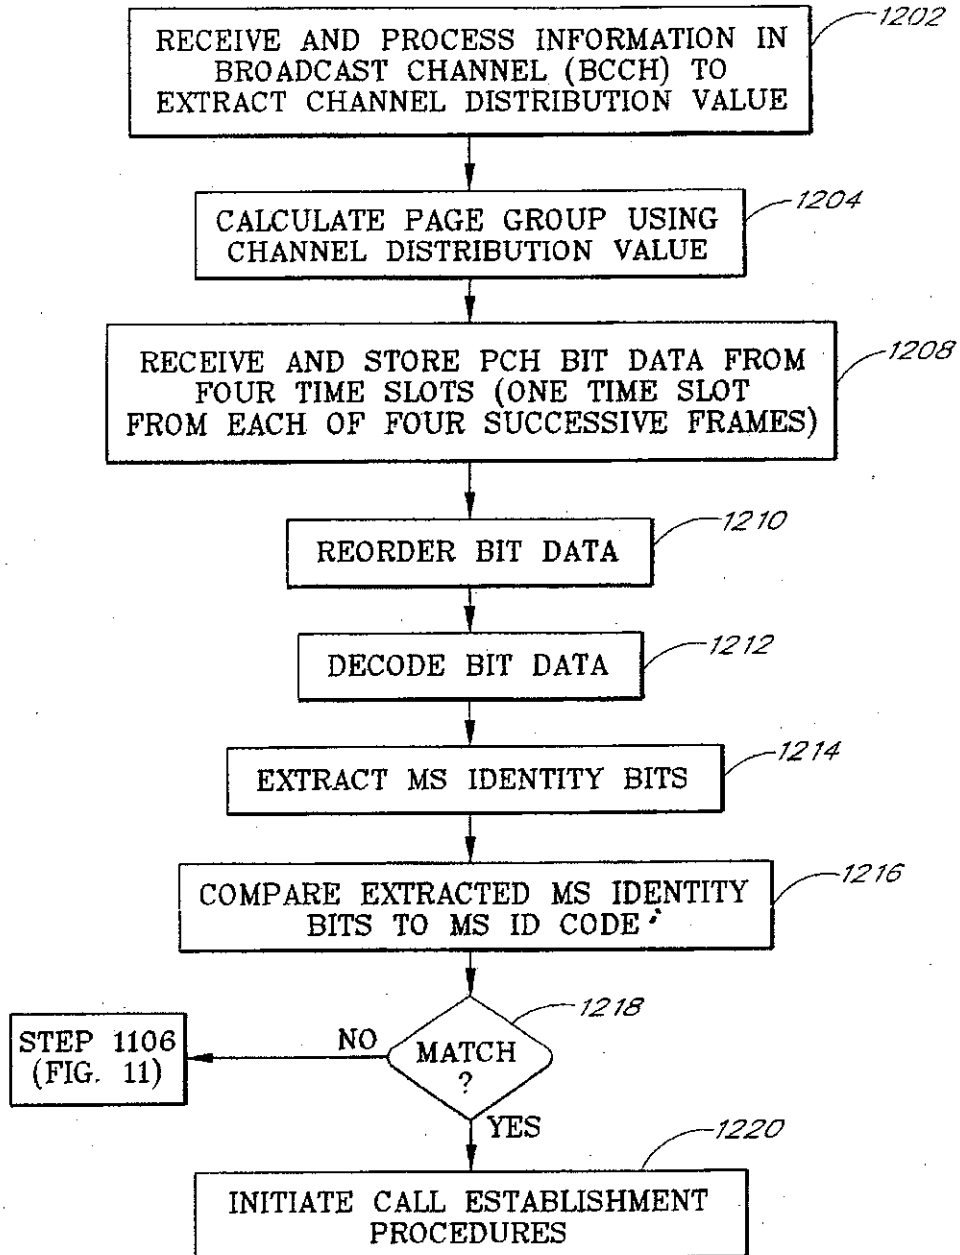 1202
RECEIVE AND PROCESS INFORMATION IN
BROADCAST CHANNEL (BCCH) TO
EXTRACT CHANNEL DISTRIBUTION VALUE
1204
CALCULATE PAGE GROUP USING
CHANNEL DISTRIBUTION VALUE
1208
RECEIVE AND STORE PCH BIT DATA FROM
FOUR TIME SLOTS (ONE TIME SLOT
FROM EACH OF FOUR SUCCESSIVE FRAMES)
1210
REORDER BIT DATA
1212
DECODE BIT DATA
1214
EXTRACT MS IDENTITY BITS
1216
COMPARE EXTRACTED MS IDENTITY
BITS TO MS ID CODE
1218
MATCH
?
NO
STEP 1106
(FIG. 11)
YES
1220
INITIATE CALL ESTABLISHMENT
PROCEDURES